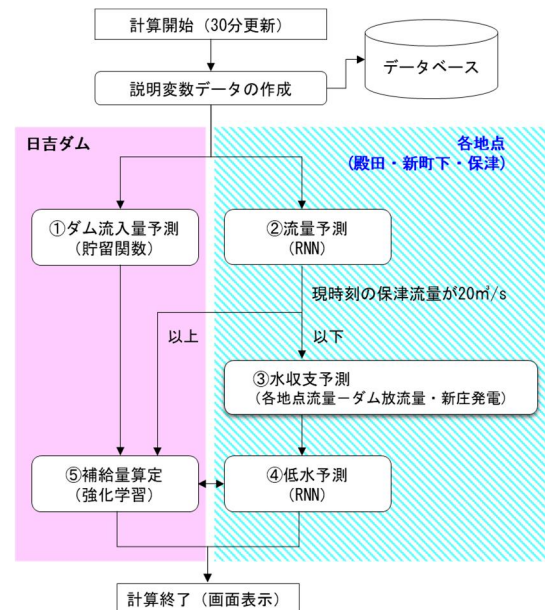 計算開始（30分更新）
説明変数データの作成
データベース
日吉ダム
各地点
(殿田・新町下・保津)
①ダム流入量予測
(貯留関数)
②流量予測
(RNN)
現時刻の保津流量が20㎥/s
以上
以下
③水収支予測
(各地点流量－ダム放流量・新庄発電)
⑤補給量算定
(強化学習)
④低水予測
(RNN)
計算終了（画面表示）